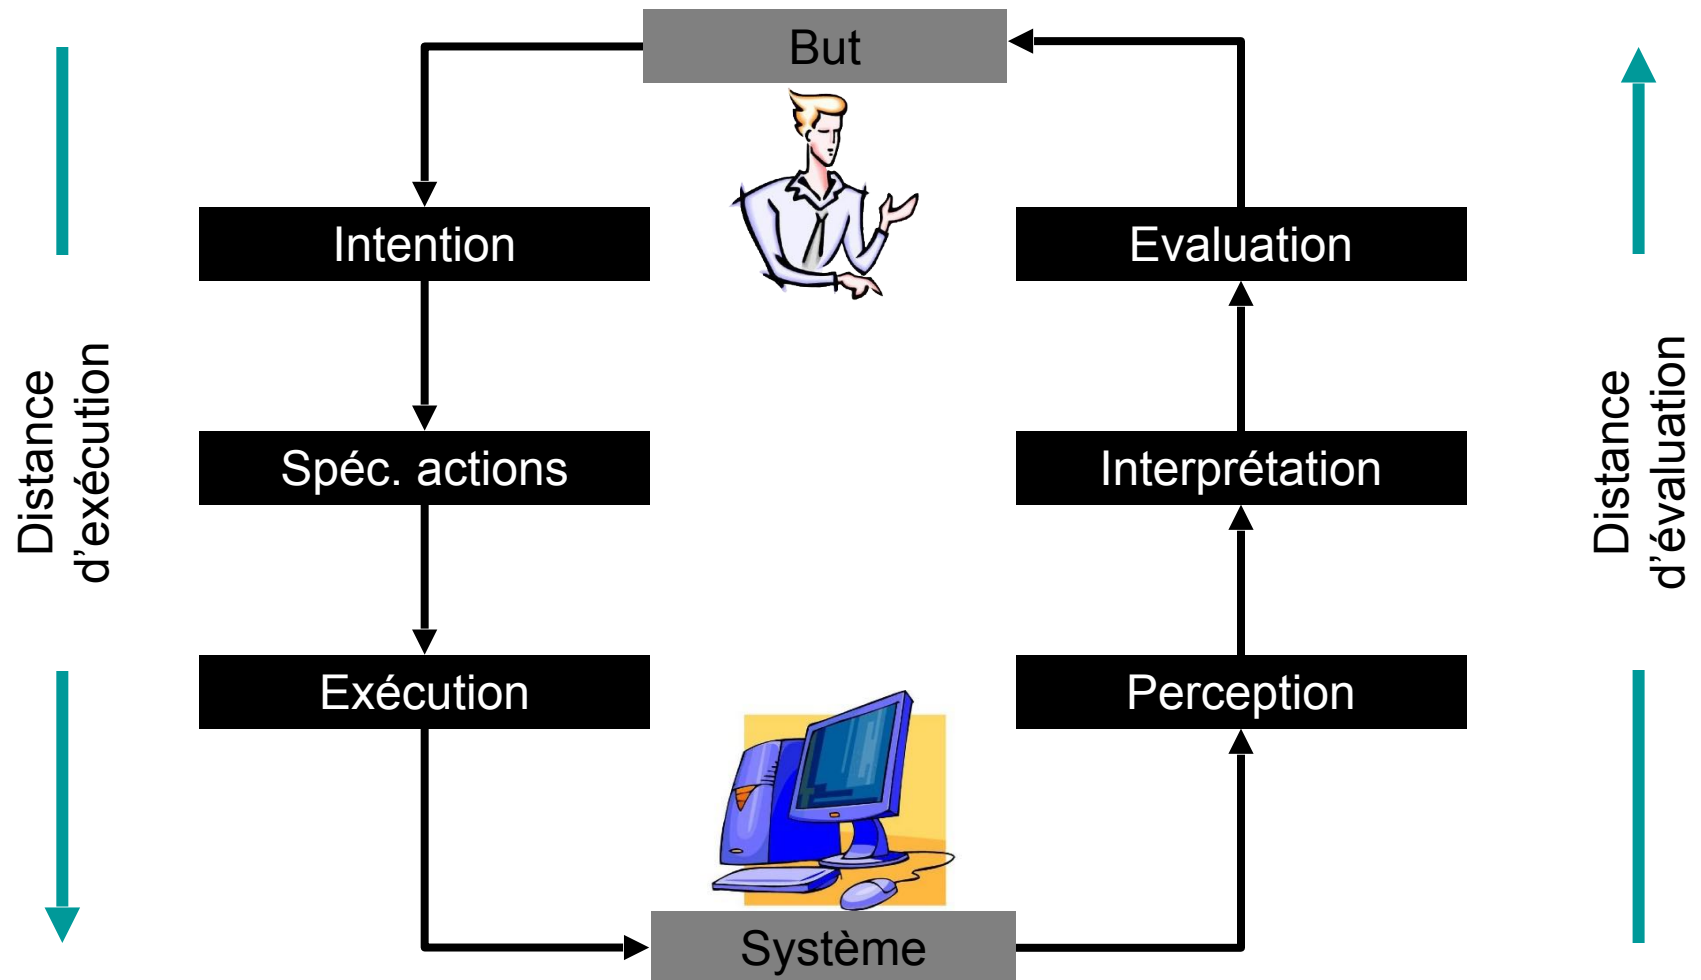 But
Intention
Evaluation
Distance
d’exécution
Spéc. actions
Interprétation
Distance
d’évaluation
Exécution
Perception
Système